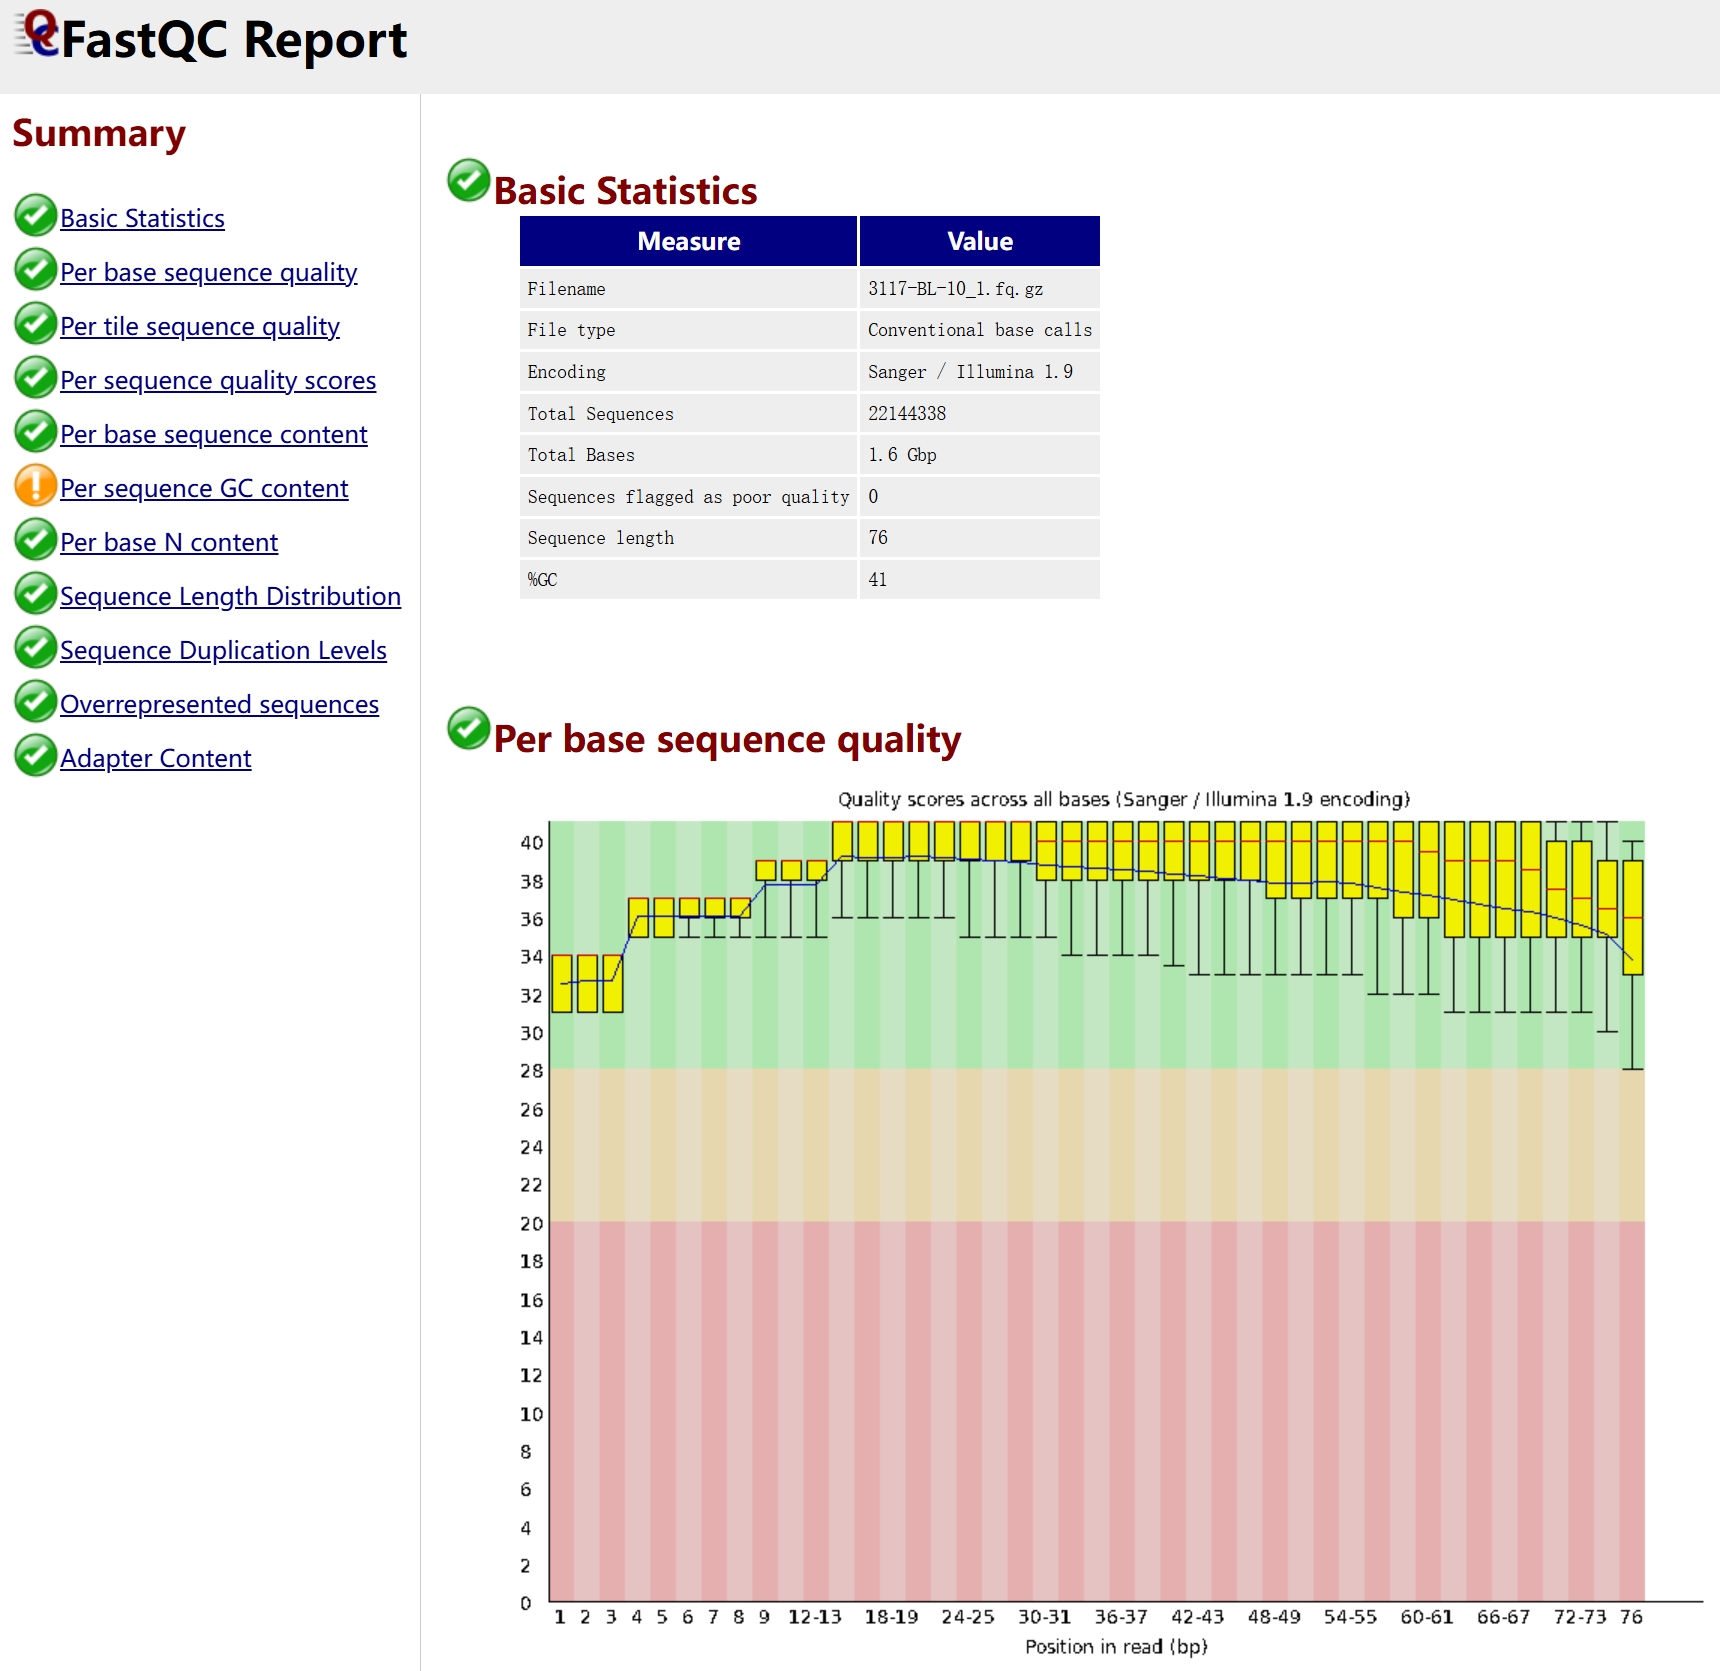 FastQC Report
Summary
Basic Statistics
Per base sequence quality
Per tile sequence quality
Per sequence quality scores
Per base sequence content
Per sequence GC content
Per base N content
Sequence Length Distribution
Sequence Duplication Levels
Overrepresented sequences
Adapter Content
Basic Statistics
Measure Value
Filename 3117-BL-10_1.fq.gz
File type Conventional base calls
Encoding Sanger / Illumina 1.9
Total Sequences 22144338
Total Bases 1.6 Gbp
Sequences flagged as poor quality 0
Sequence length 76
%GC 41
Per base sequence quality
Quality scores across all bases (Sanger / Illumina 1.9 encoding)
40
38
36
34
32
30
28
26
24
22
20
18
16
14
12
10
8
6
4
2
0
1 2 3 4 5 6 7 8 9 12-13 18-19 24-25 30-31 36-37 42-43 48-49 54-55 60-61 66-67 72-73 76
Position in read (bp)